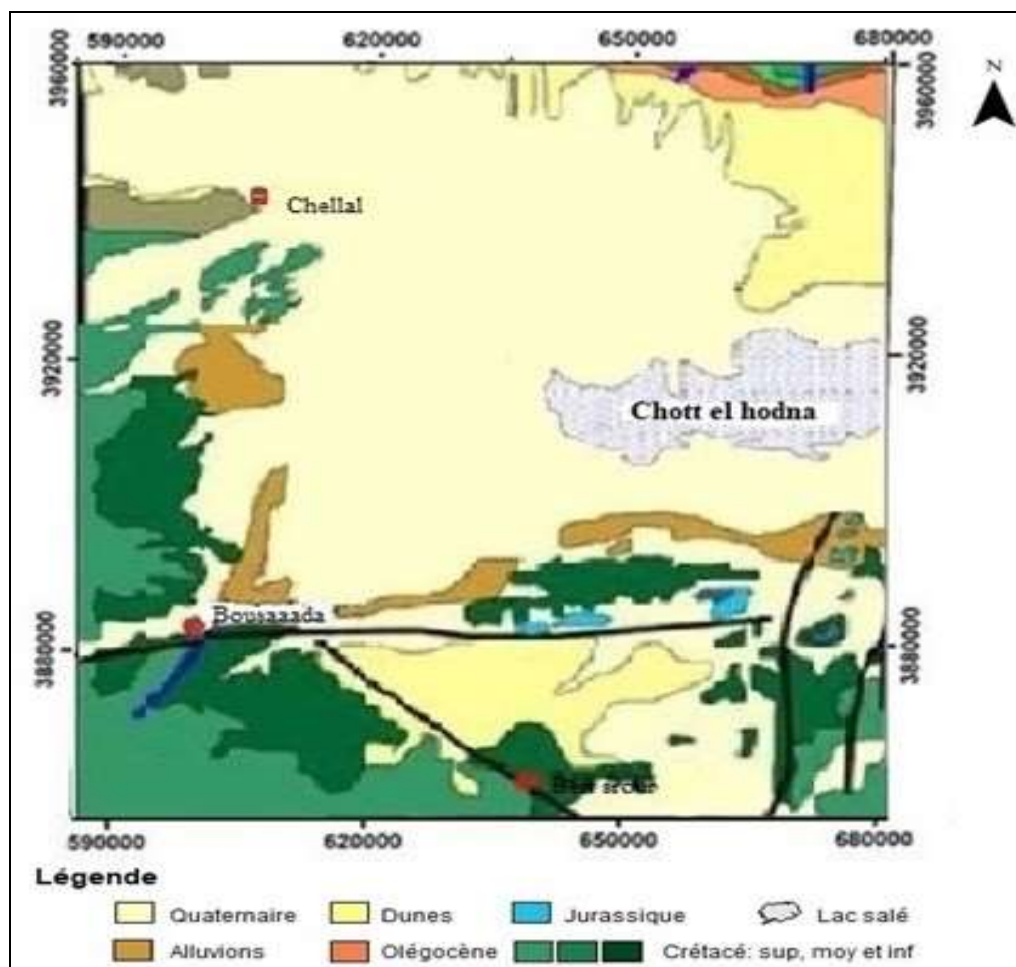 590000 620000 650000 680000
3960000 3960000
N
Chellal
3920000 3920000
Chott el hodna
Bousaaada
3880000 3880000
590000 620000 650000 680000
Légende
Quaternaire Dunes Jurassique Lac salé
Alluvions Olégocène Crétacé: sup, moy et inf